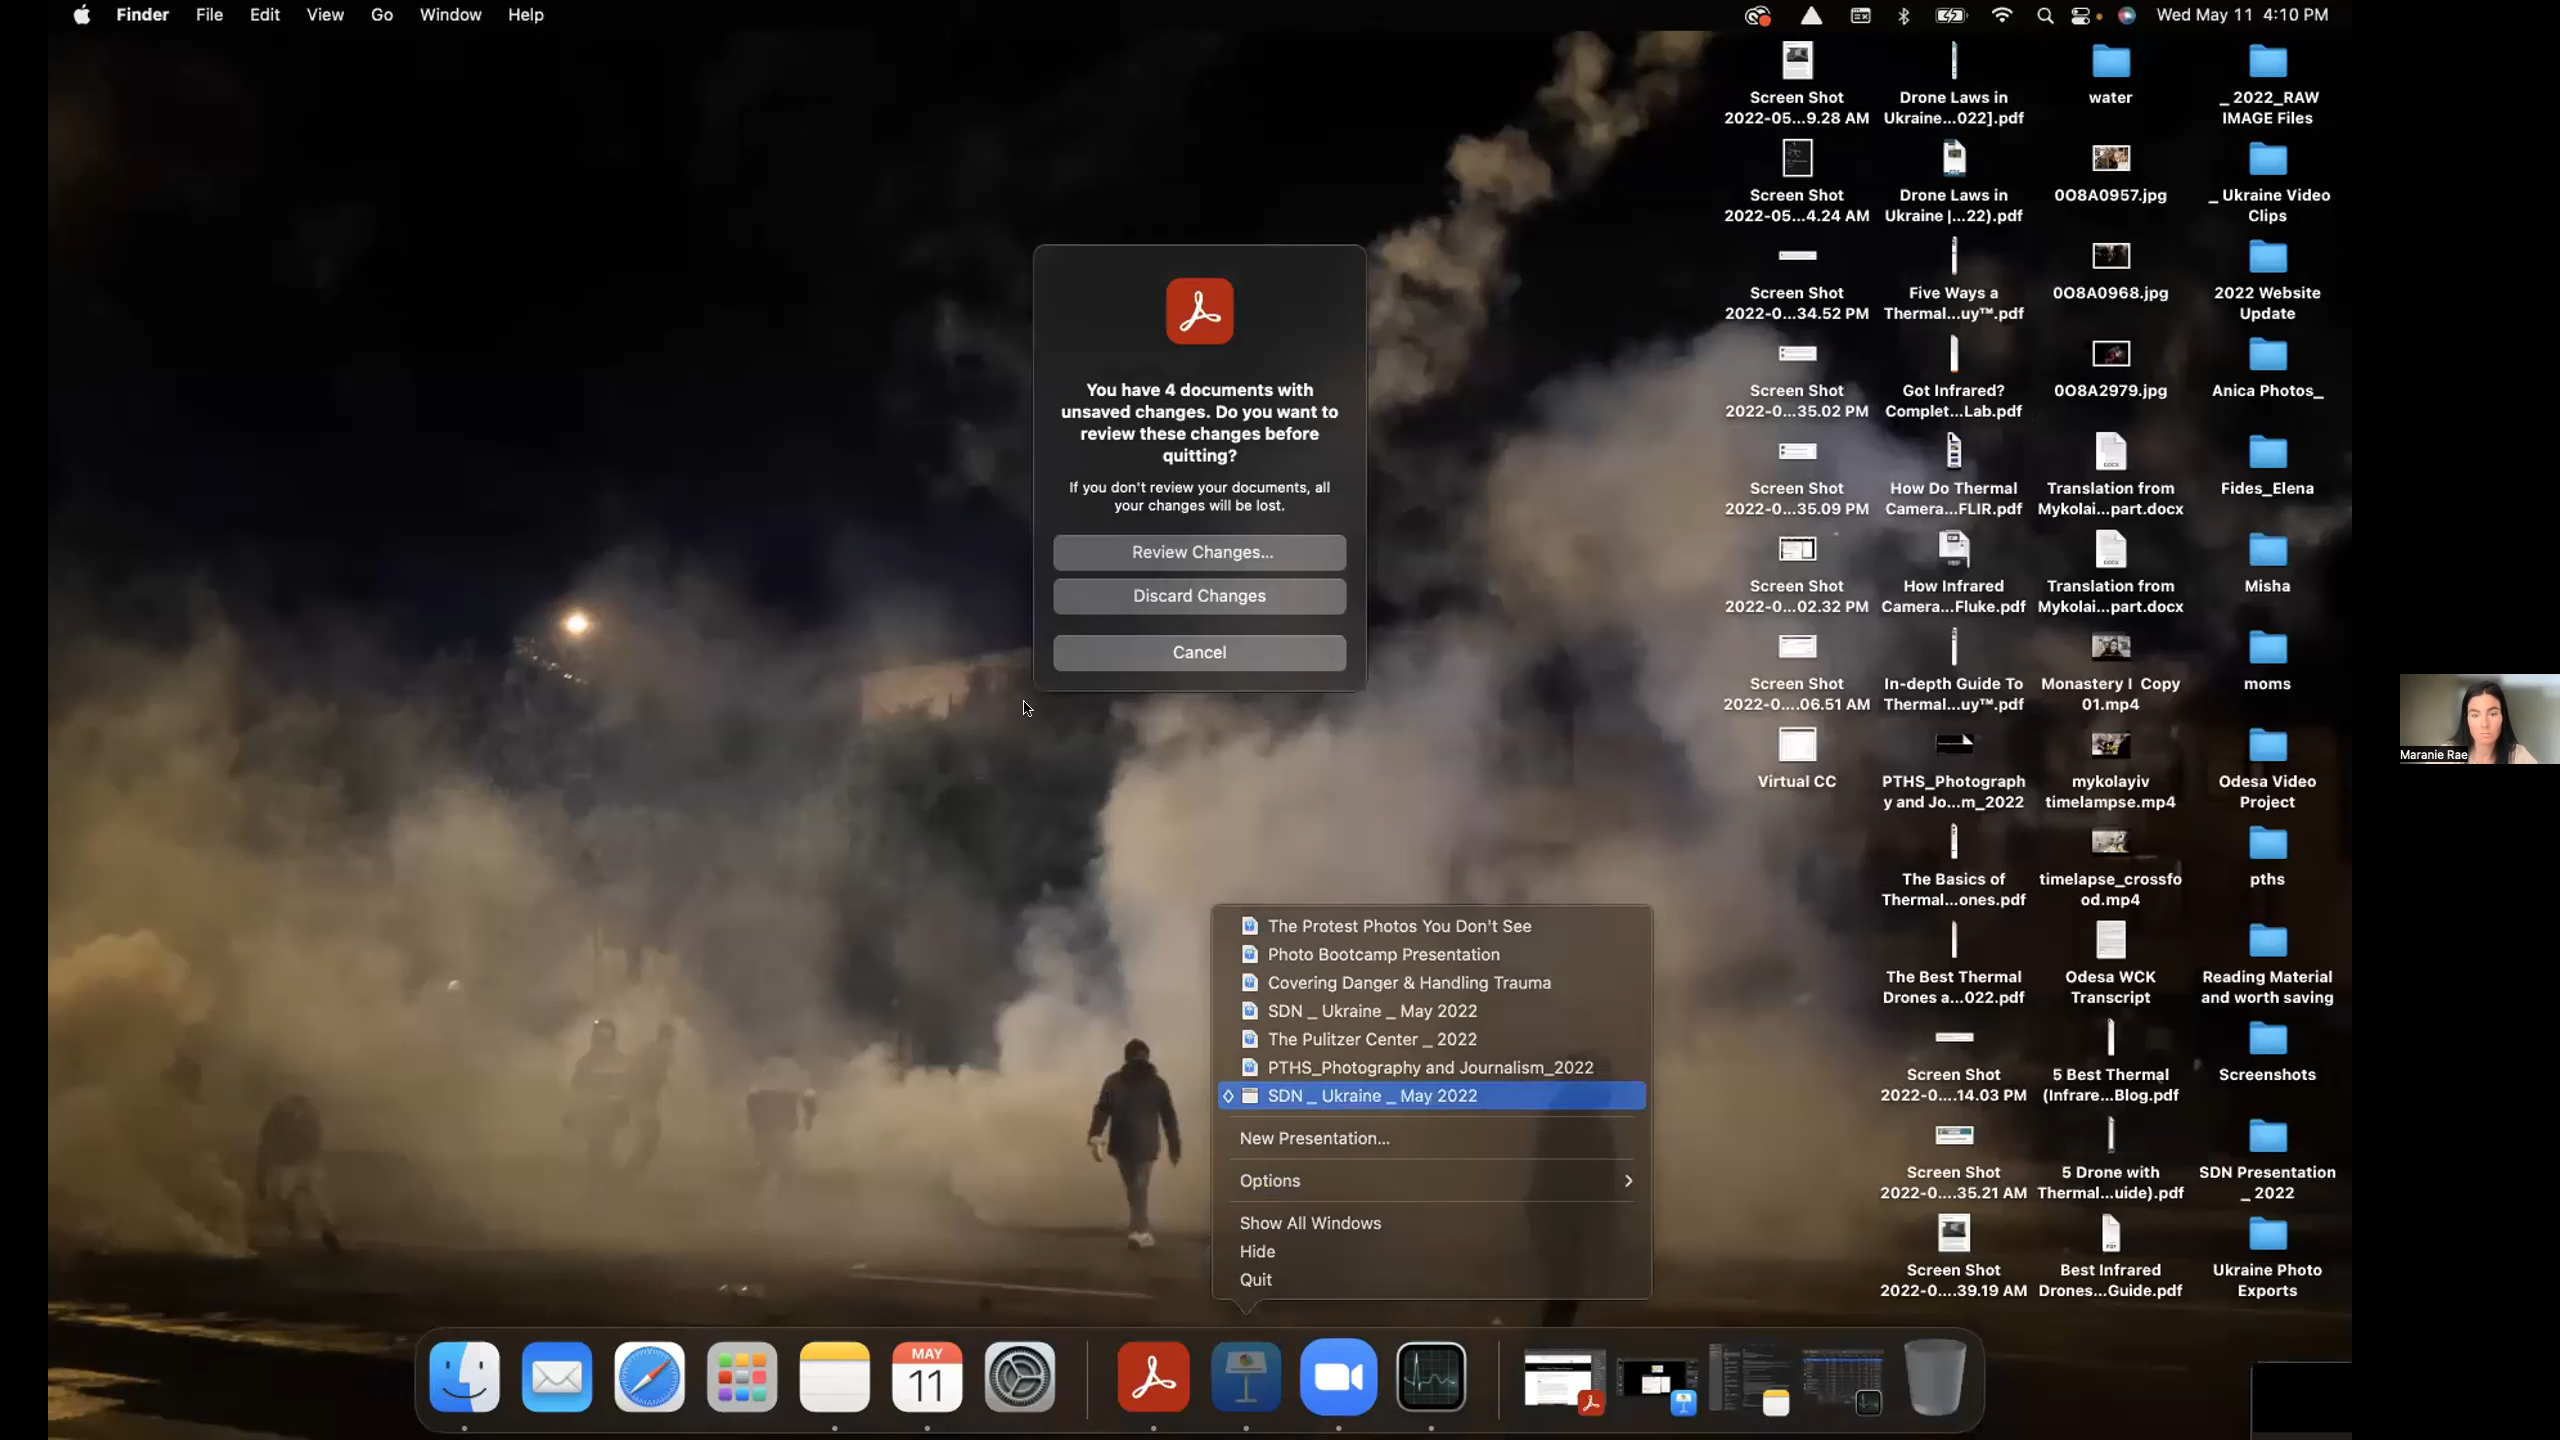 Finder File Edit View Go Window Help
Wed May 11 4:10 PM
Screen Shot
2022-05...9.28 AM
Drone Laws in
Ukraine...022].pdf
water
_ 2022_RAW
IMAGE Files
Screen Shot
2022-05...4.24 AM
Drone Laws in
Ukraine |...22).pdf
0O8A0957.jpg
_ Ukraine Video
Clips
Screen Shot
2022-0...34.52 PM
Five Ways a
Thermal...uy™.pdf
0O8A0968.jpg
2022 Website
Update
Screen Shot
2022-0...35.02 PM
Got Infrared?
Complet...Lab.pdf
0O8A2979.jpg
Anica Photos_
Screen Shot
2022-0...35.09 PM
How Do Thermal
Camera...FLIR.pdf
Translation from
Mykolai...part.docx
Fides_Elena
Screen Shot
2022-0...02.32 PM
How Infrared
Camera...Fluke.pdf
Translation from
Mykolai...part.docx
Misha
Screen Shot
2022-0....06.51 AM
In-depth Guide To
Thermal...uy™.pdf
Monastery I Copy
01.mp4
moms
Virtual CC
PTHS_Photograph
y and Jo...m_2022
mykolayiv
timelampse.mp4
Odesa Video
Project
The Basics of
Thermal...ones.pdf
timelapse_crossfo
od.mp4
pths
The Best Thermal
Drones a...022.pdf
Odesa WCK
Transcript
Reading Material
and worth saving
Screen Shot
2022-0....14.03 PM
5 Best Thermal
(Infrare...Blog.pdf
Screenshots
Screen Shot
2022-0....35.21 AM
5 Drone with
Thermal...uide).pdf
SDN Presentation
_ 2022
Screen Shot
2022-0....39.19 AM
Best Infrared
Drones...Guide.pdf
Ukraine Photo
Exports
You have 4 documents with
unsaved changes. Do you want to
review these changes before
quitting?
If you don't review your documents, all
your changes will be lost.
Review Changes...
Discard Changes
Cancel
The Protest Photos You Don't See
Photo Bootcamp Presentation
Covering Danger & Handling Trauma
SDN _ Ukraine _ May 2022
The Pulitzer Center _ 2022
PTHS_Photography and Journalism_2022
SDN _ Ukraine _ May 2022
New Presentation...
Options
Show All Windows
Hide
Quit
MAY
11
Maranie Rae